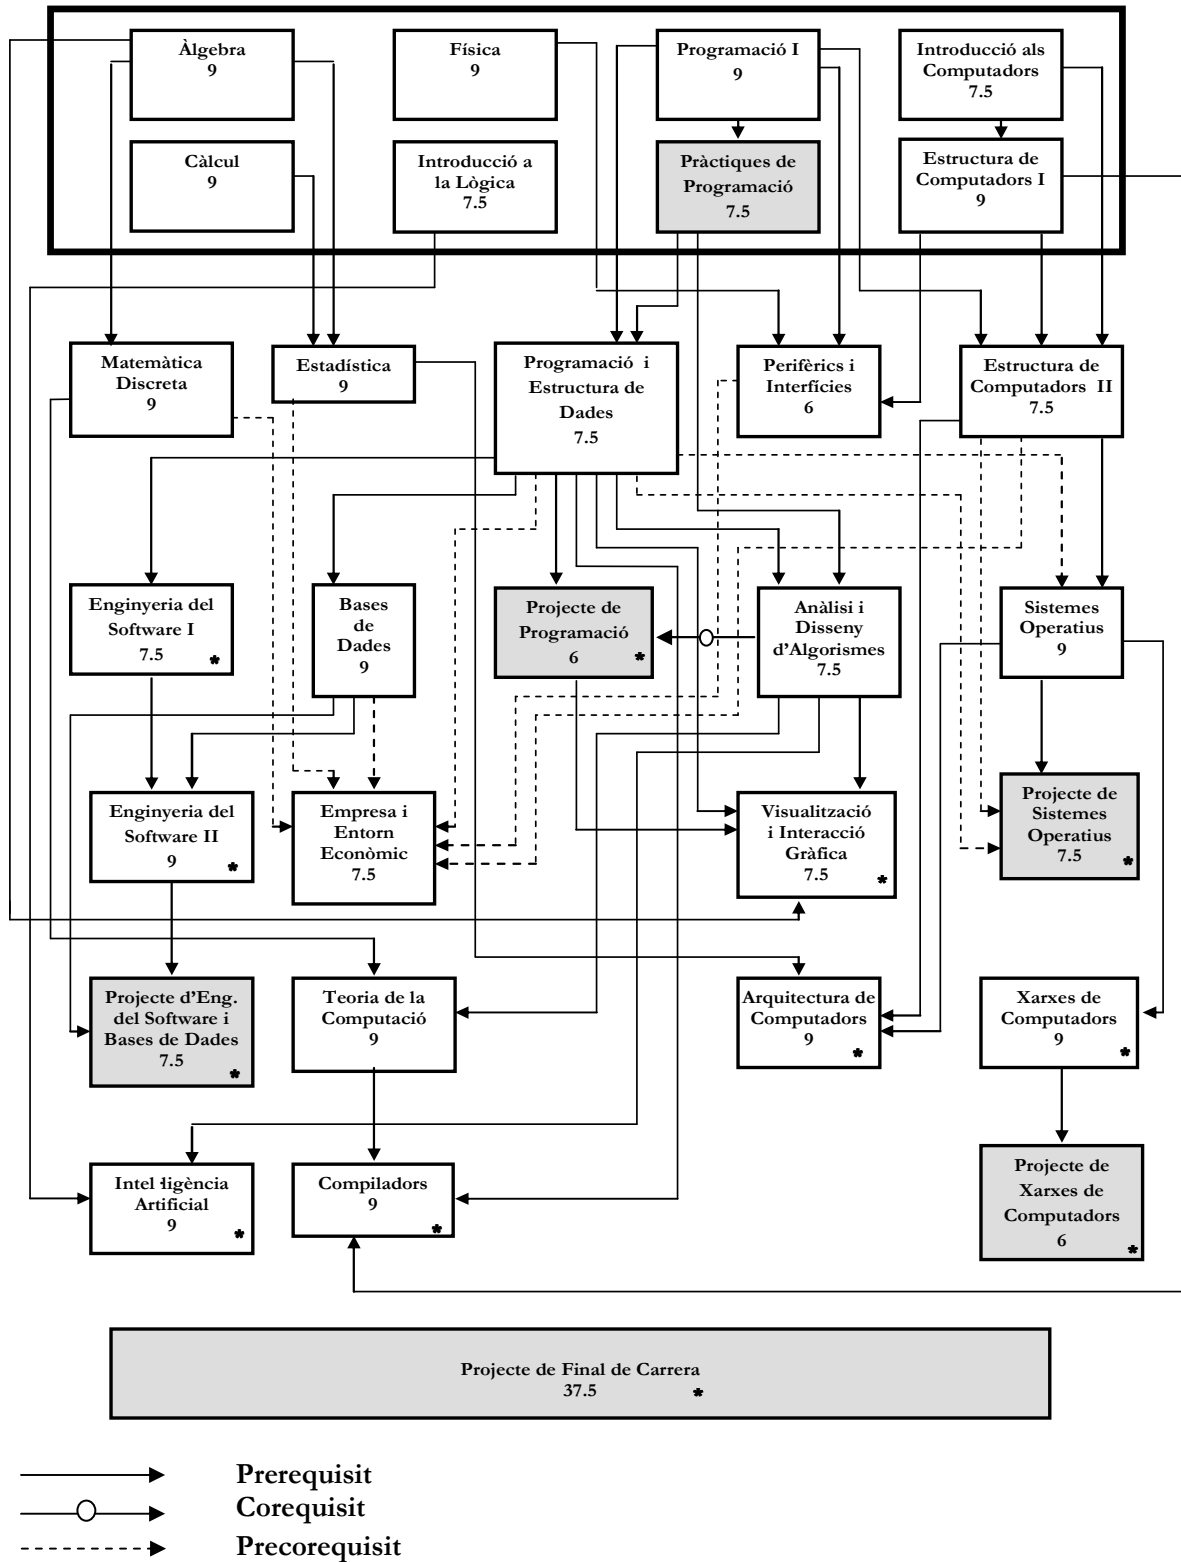 Àlgebra
9
Física
9
Programació I
9
Introducció als
Computadors
7.5
Càlcul
9
Introducció a
la Lògica
7.5
Pràctiques de
Programació
7.5
Estructura de
Computadors I
9
Matemàtica
Discreta
9
Estadística
9
Programació i
Estructura de
Dades
7.5
Perifèrics i
Interfícies
6
Estructura de
Computadors II
7.5
Enginyeria del
Software I
7.5 *
Bases
de
Dades
9
Projecte de
Programació
6 *
Anàlisi i
Disseny
d'Algorismes
7.5
Sistemes
Operatius
9
Enginyeria del
Software II
9 *
Empresa i
Entorn
Econòmic
7.5
Visualització
i Interacció
Gràfica
7.5 *
Projecte de
Sistemes
Operatius
7.5 *
Projecte d'Eng.
del Software i
Bases de Dades
7.5 *
Teoria de la
Computació
9
Arquitectura de
Computadors
9 *
Xarxes de
Computadors
9 *
Intel·ligència
Artificial
9 *
Compiladors
9 *
Projecte de
Xarxes de
Computadors
6 *
Projecte de Final de Carrera
37.5 *
Prerequisit
Corequisit
Precorequisit